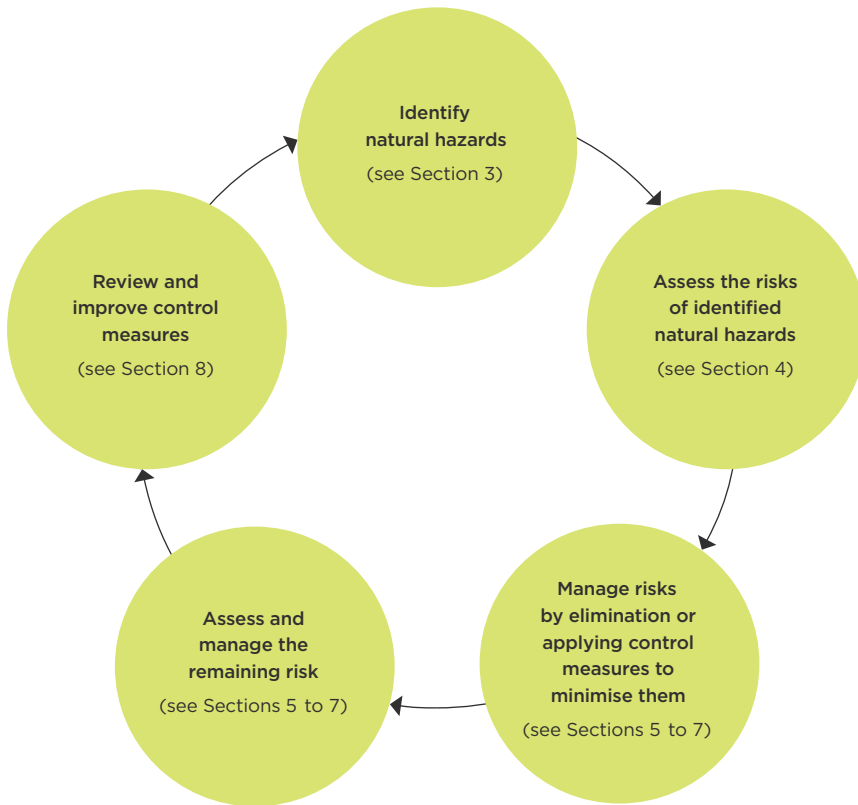 Identify
natural hazards
(see Section 3)
Assess the risks
of identified
natural hazards
(see Section 4)
Manage risks
by elimination or
applying control
measures to
minimise them
(see Sections 5 to 7)
Assess and
manage the
remaining risk
(see Sections 5 to 7)
Review and
improve control
measures
(see Section 8)